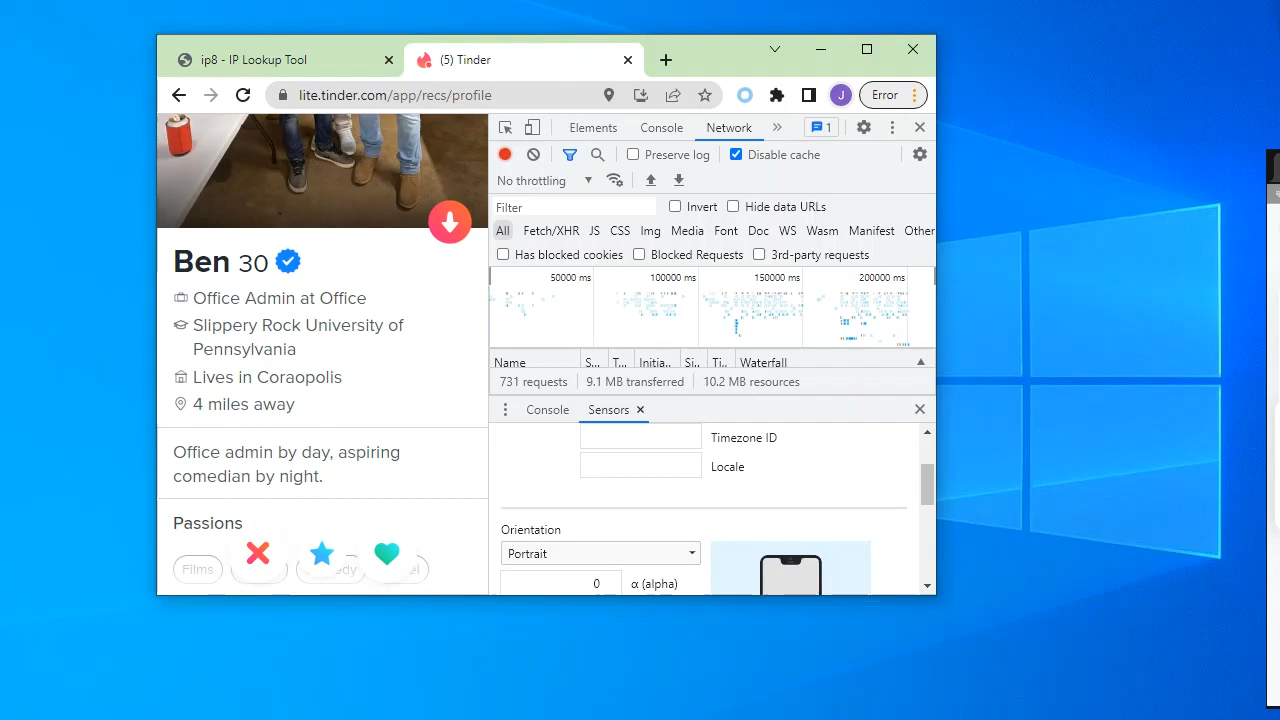 ip8 - IP Lookup Tool
(5) Tinder
lite.tinder.com/app/recs/profile
J
Error
Elements
Console
Network
1
Preserve log
Disable cache
No throttling
Filter
Invert
Hide data URLs
All
Fetch/XHR
JS
CSS
Img
Media
Font
Doc
WS
Wasm
Manifest
Other
Has blocked cookies
Blocked Requests
3rd-party requests
50000 ms
100000 ms
150000 ms
200000 ms
Name
S...
T...
Initia..
Si..
Ti..
Waterfall
731 requests
9.1 MB transferred
10.2 MB resources
Console
Sensors
Timezone ID
Locale
Orientation
Portrait
0
α (alpha)
Ben 30
Office Admin at Office
Slippery Rock University of
Pennsylvania
Lives in Coraopolis
4 miles away
Office admin by day, aspiring
comedian by night.
Passions
Films